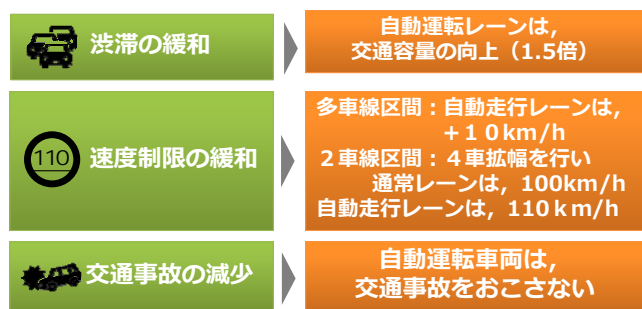 渋滞の緩和
自動運転レーンは，
交通容量の向上（1.5倍）
110
速度制限の緩和
多車線区間：自動走行レーンは，
＋１０km/h
２車線区間：４車拡幅を行い
通常レーンは，100km/h
自動走行レーンは，110ｋｍ/h
交通事故の減少
自動運転車両は，
交通事故をおこさない